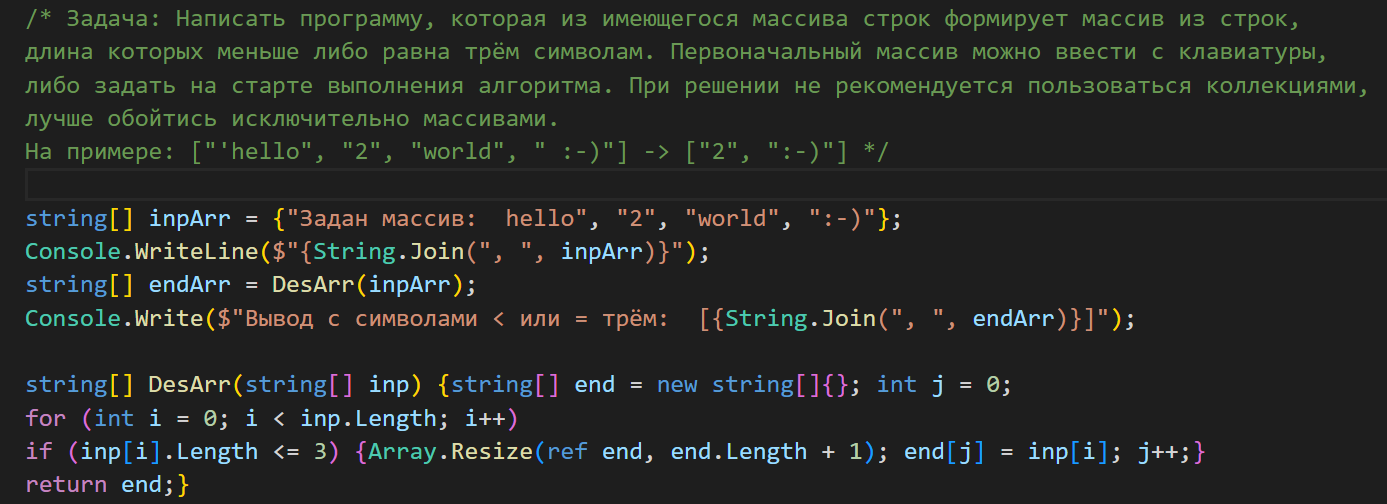 /* Задача: Написать программу, которая из имеющегося массива строк формирует массив из строк,
длина которых меньше либо равна трём символам. Первоначальный массив можно ввести с клавиатуры,
либо задать на старте выполнения алгоритма. При решении не рекомендуется пользоваться коллекциями,
лучше обойтись исключительно массивами.
На примере: ["'hello", "2", "world", " :-)"] -> ["2", ":-)"] */
string[] inpArr = {"Задан массив:  hello", "2", "world", ":-)"};
Console.WriteLine($"{String.Join(", ", inpArr)}");
string[] endArr = DesArr(inpArr);
Console.Write($"Вывод с символами < или = трём:  [{String.Join(", ", endArr)}]");
string[] DesArr(string[] inp) {string[] end = new string[]{}; int j = 0;
for (int i = 0; i < inp.Length; i++)
if (inp[i].Length <= 3) {Array.Resize(ref end, end.Length + 1); end[j] = inp[i]; j++;}
return end;}